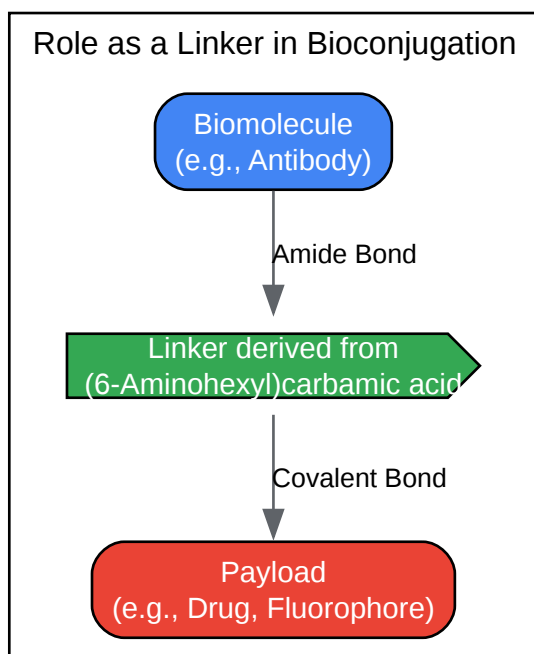 Role as a Linker in Bioconjugation
Biomolecule
(e.g., Antibody)
Amide Bond
Linker derived from
(6-Aminohexyl)carbamic acid
Covalent Bond
Payload
(e.g., Drug, Fluorophore)